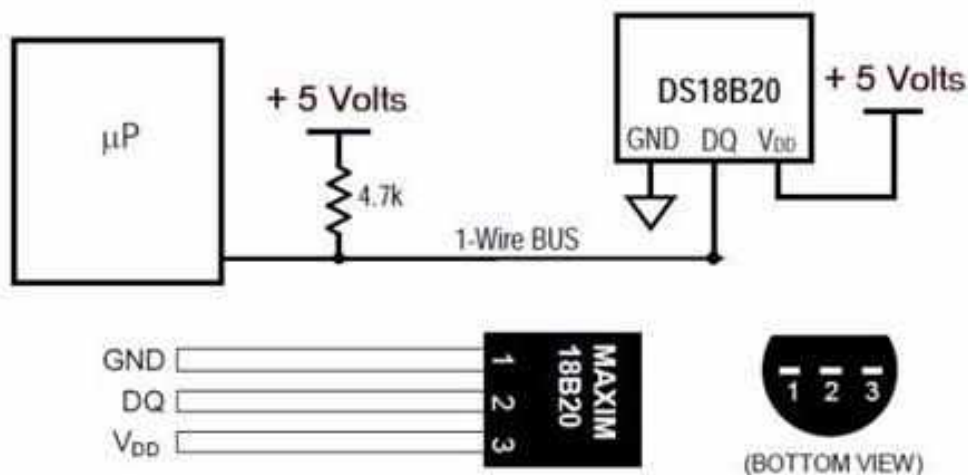 μP
+ 5 Volts
4.7k
1-Wire BUS
DS18B20
GND DQ VDD
+ 5 Volts
GND
DQ
VDD
1
2
3
MAXIM
18B20
1 2 3
(BOTTOM VIEW)